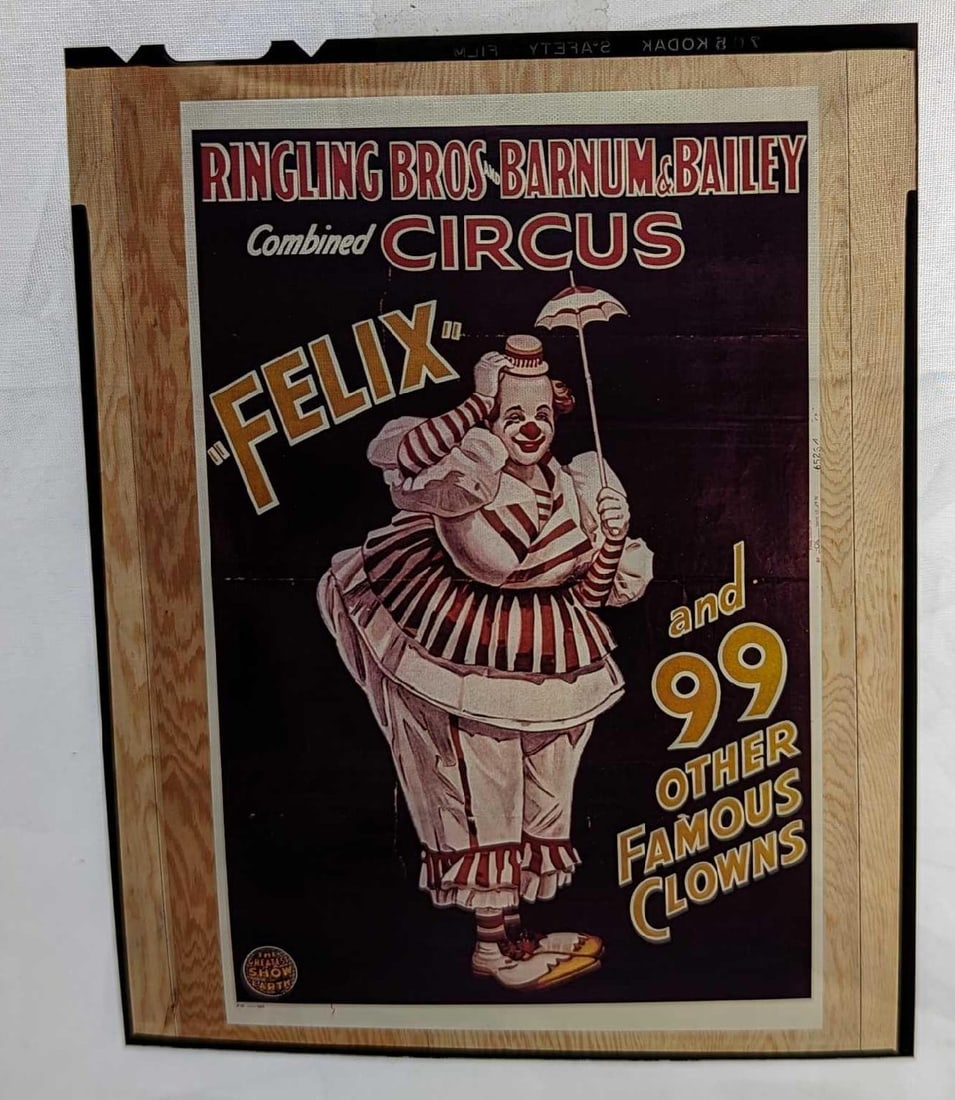 KODAK SAFETY FILM
RINGLING BROS AND BARNUM & BAILEY
Combined CIRCUS
"FELIX"
and
99
OTHER
FAMOUS
CLOWNS
THE
GREATEST
SHOW
ON
EARTH